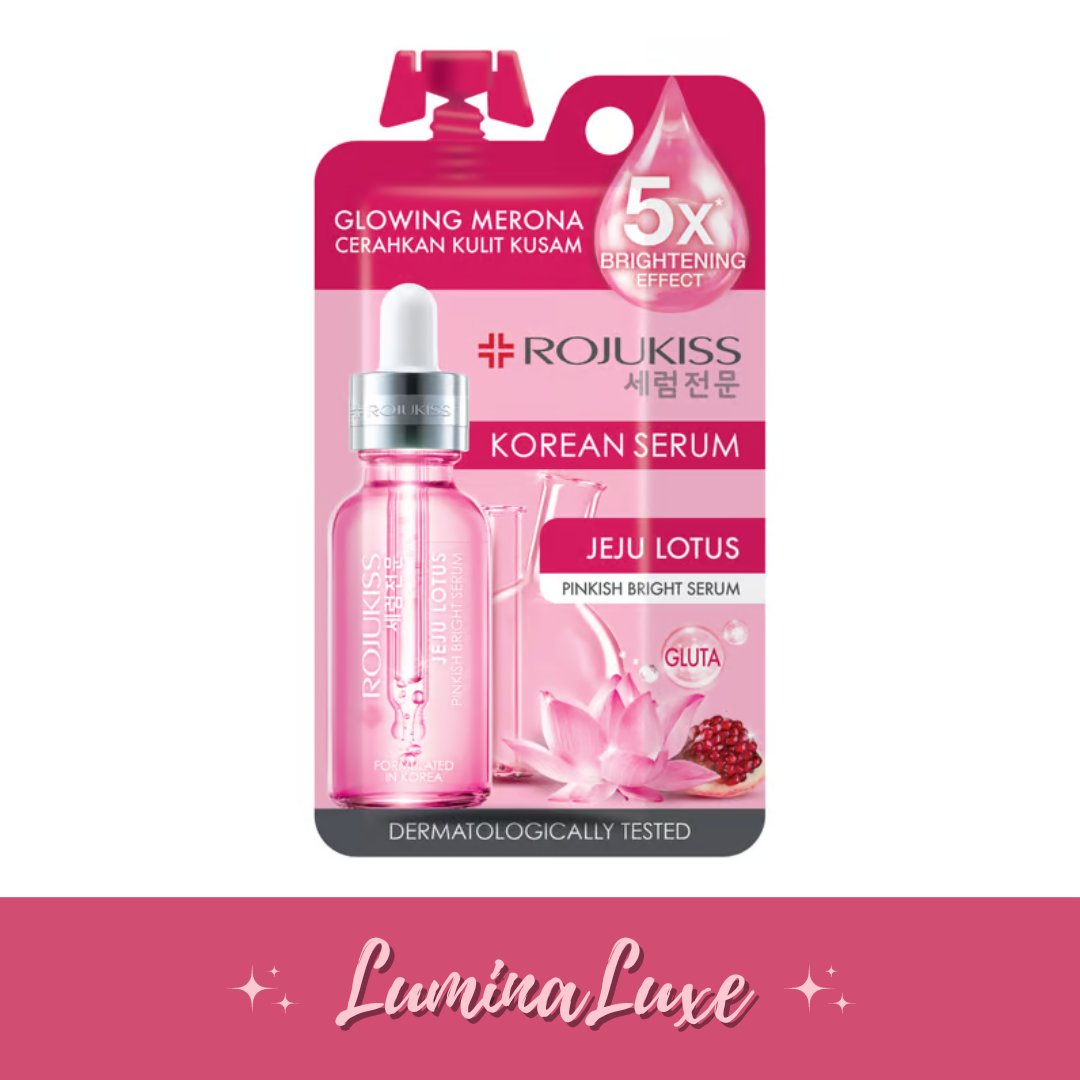 GLOWING MERONA
CERAHKAN KULIT KUSAM
5x*
BRIGHTENING
EFFECT
ROJUKISS
세럼전문
KOREAN SERUM
JEJU LOTUS
PINKISH BRIGHT SERUM
GLUTA
ROJUKISS
ROJUKISS
세럼전문
JEJU LOTUS
PINKISH BRIGHT SERUM
FORMULATED
IN KOREA
DERMATOLOGICALLY TESTED
LuminaLuxe